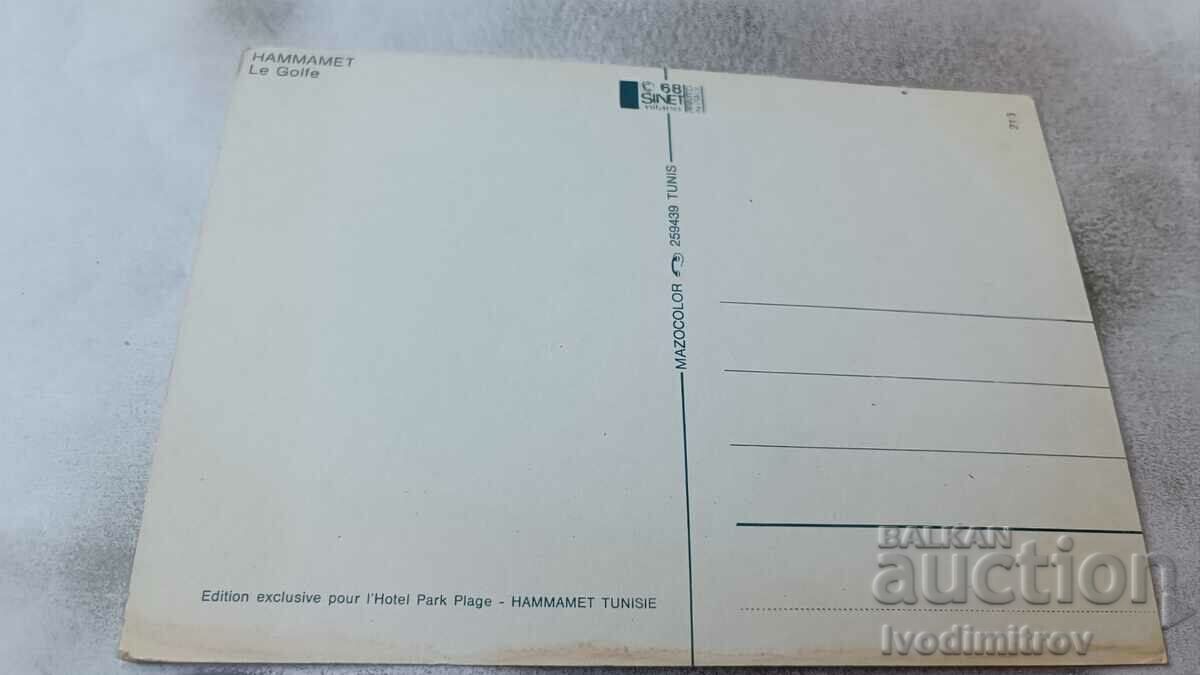 HAMMAMET
Le Golfe
68
SINET
milano
MAZOCOLOR 259439 TUNIS
Edition exclusive pour l'Hotel Park Plage - HAMMAMET TUNISIE
BALKAN
auction
Ivodimitrov